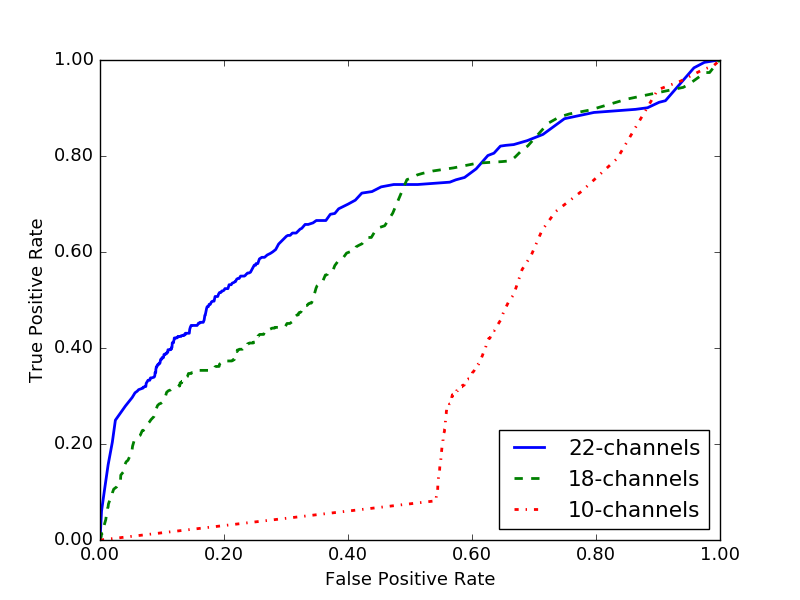 1.00
0.80
0.60
0.40
0.20
0.00
True Positive Rate
0.00 0.20 0.40 0.60 0.80 1.00
False Positive Rate
22-channels
18-channels
10-channels